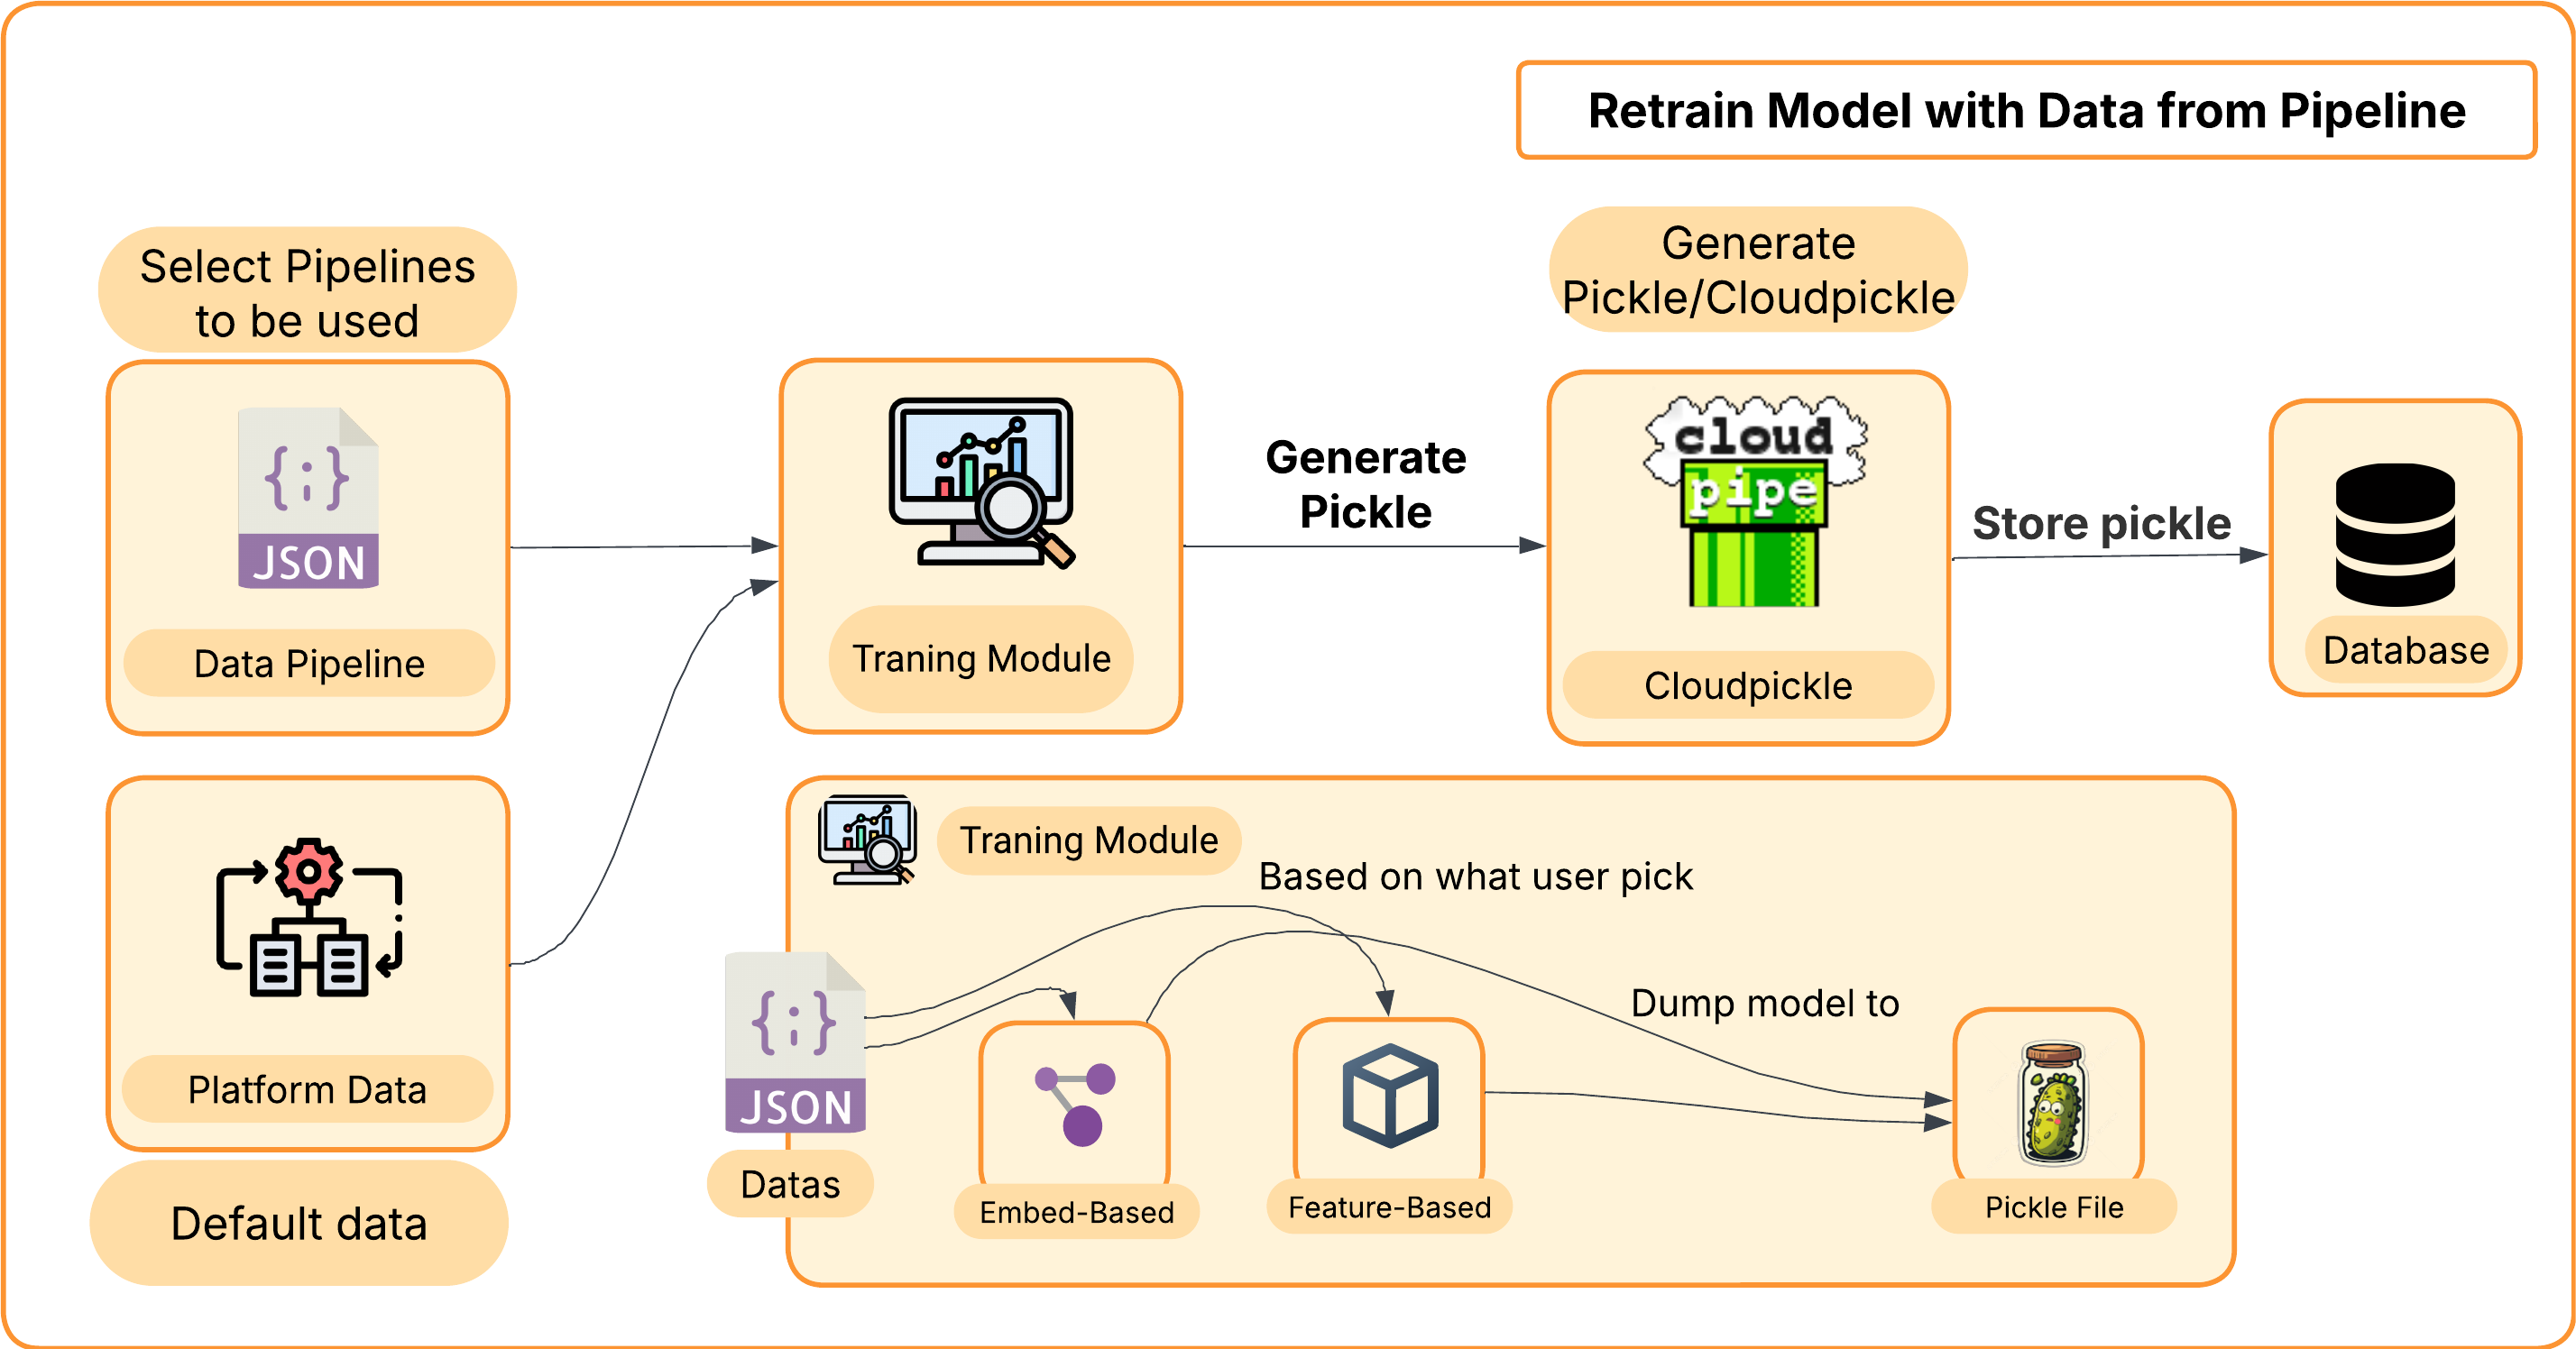 Retrain Model with Data from Pipeline
Select Pipelines
to be used
{;}
JSON
Data Pipeline
Traning Module
Generate
Pickle
Generate
Pickle/Cloudpickle
cloud
pipe
Cloudpickle
Store pickle
Database
Platform Data
Default data
Traning Module
Based on what user pick
{;}
JSON
Datas
Embed-Based
Feature-Based
Dump model to
Pickle File